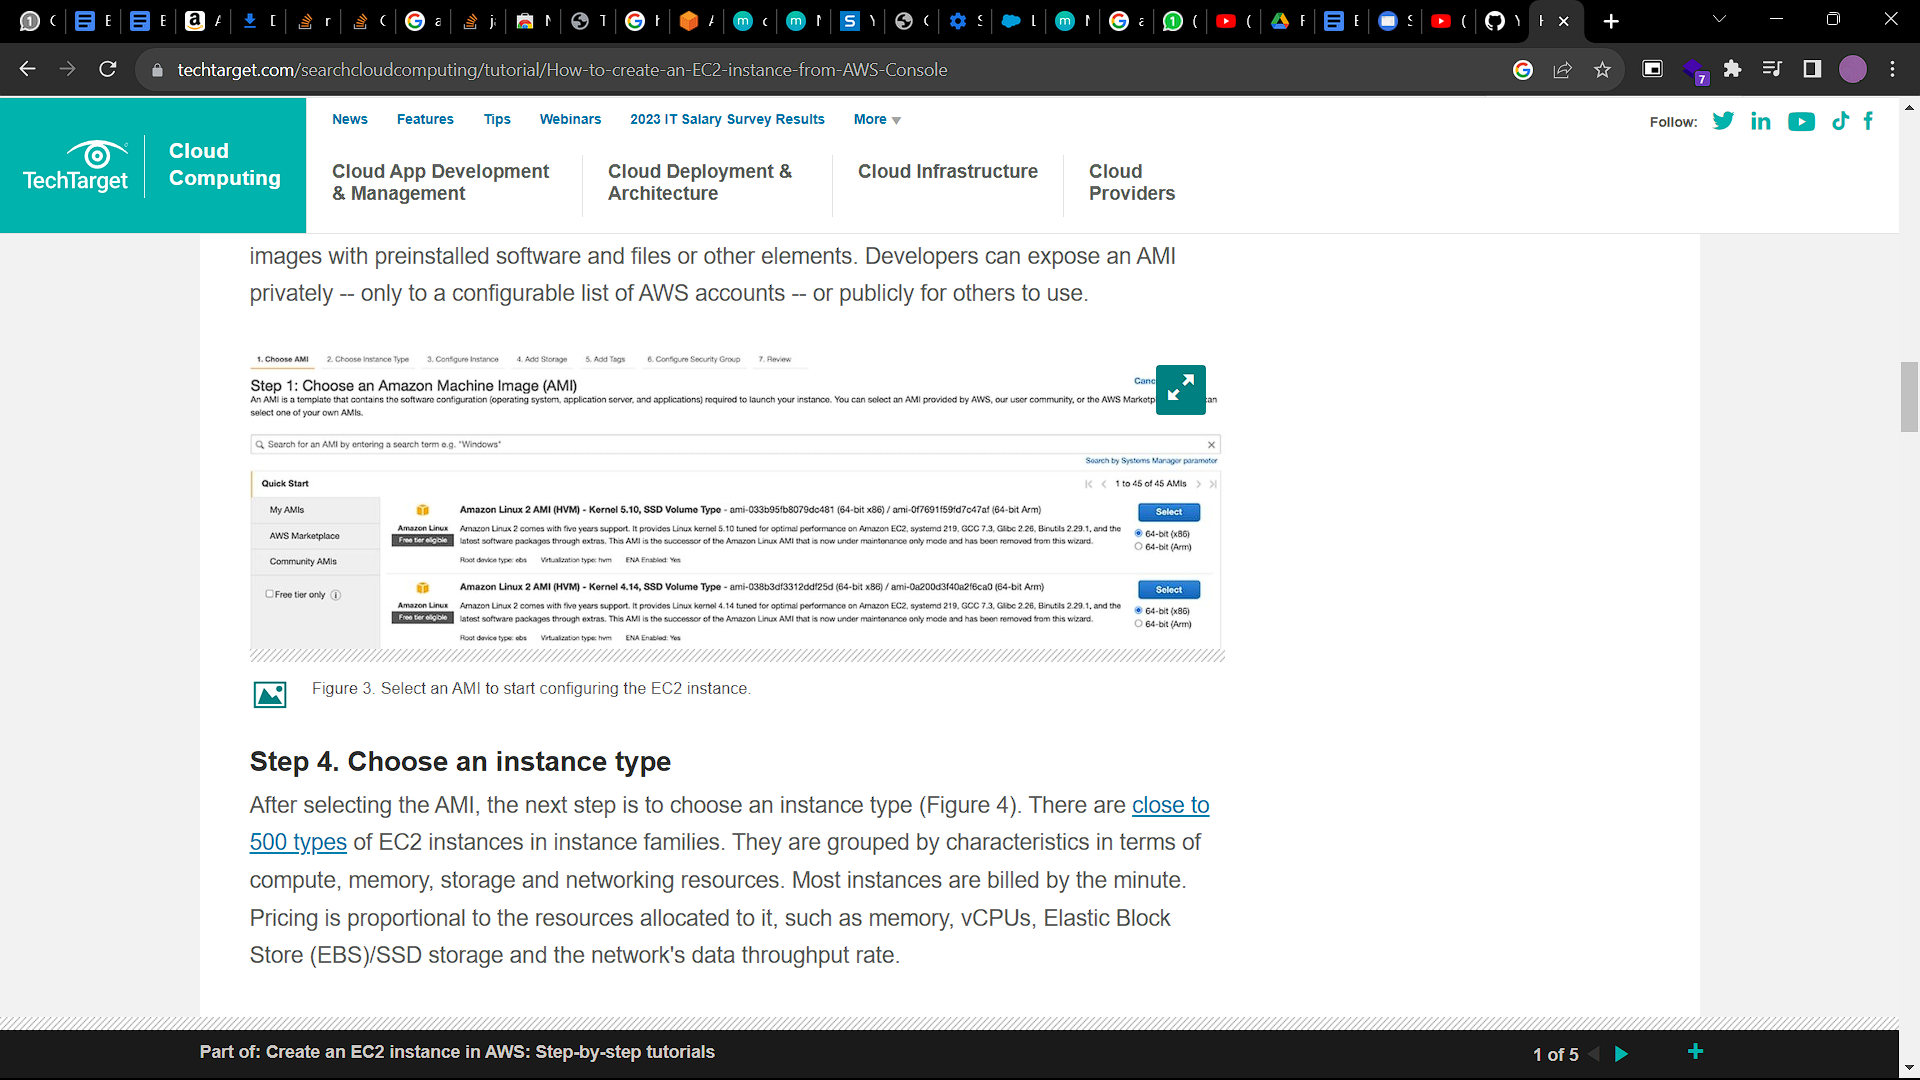 techtarget.com/searchcloudcomputing/tutorial/How-to-create-an-EC2-instance-from-AWS-Console
7
TechTarget
Cloud
Computing
News Features Tips Webinars 2023 IT Salary Survey Results More
Follow:
Cloud App Development
& Management
Cloud Deployment &
Architecture
Cloud Infrastructure
Cloud
Providers
images with preinstalled software and files or other elements. Developers can expose an AMI
privately -- only to a configurable list of AWS accounts -- or publicly for others to use.
1. Choose AMI 2. Choose Instance Type 3. Configure Instance 4. Add Storage 5. Add Tags 6. Configure Security Group 7. Review
Step 1: Choose an Amazon Machine Image (AMI)
Canc
An AMI is a template that contains the software configuration (operating system, application server, and applications) required to launch your instance. You can select an AMI provided by AWS, our user community, or the AWS Marketp an
select one of your own AMIs.
Search for an AMI by entering a search term e.g. "Windows"
Search by Systems Manager parameter
Quick Start
1 to 45 of 45 AMIs
My AMIs
AWS Marketplace
Community AMIs
Free tier only
Amazon Linux 2 AMI (HVM) - Kernel 5.10, SSD Volume Type - ami-033b95fb8079dc481 (64-bit x86) / ami-0f7691f59fd7c47af (64-bit Arm)
Amazon Linux
Free tier eligible
Amazon Linux 2 comes with five years support. It provides Linux kernel 5.10 tuned for optimal performance on Amazon EC2, systemd 219, GCC 7.3, Glibc 2.26, Binutils 2.29.1, and the
latest software packages through extras. This AMI is the successor of the Amazon Linux AMI that is now under maintenance only mode and has been removed from this wizard.
Root device type: ebs Virtualization type: hvm ENA Enabled: Yes
Select
64-bit (x86)
64-bit (Arm)
Amazon Linux 2 AMI (HVM) - Kernel 4.14, SSD Volume Type - ami-038b3df3312ddf25d (64-bit x86) / ami-0a200d3f40a2f6ca0 (64-bit Arm)
Amazon Linux
Free tier eligible
Amazon Linux 2 comes with five years support. It provides Linux kernel 4.14 tuned for optimal performance on Amazon EC2, systemd 219, GCC 7.3, Glibc 2.26, Binutils 2.29.1, and the
latest software packages through extras. This AMI is the successor of the Amazon Linux AMI that is now under maintenance only mode and has been removed from this wizard.
Root device type: ebs Virtualization type: hvm ENA Enabled: Yes
Select
64-bit (x86)
64-bit (Arm)
Figure 3. Select an AMI to start configuring the EC2 instance.
Step 4. Choose an instance type
After selecting the AMI, the next step is to choose an instance type (Figure 4). There are close to
500 types of EC2 instances in instance families. They are grouped by characteristics in terms of
compute, memory, storage and networking resources. Most instances are billed by the minute.
Pricing is proportional to the resources allocated to it, such as memory, vCPUs, Elastic Block
Store (EBS)/SSD storage and the network's data throughput rate.
Part of: Create an EC2 instance in AWS: Step-by-step tutorials
1 of 5